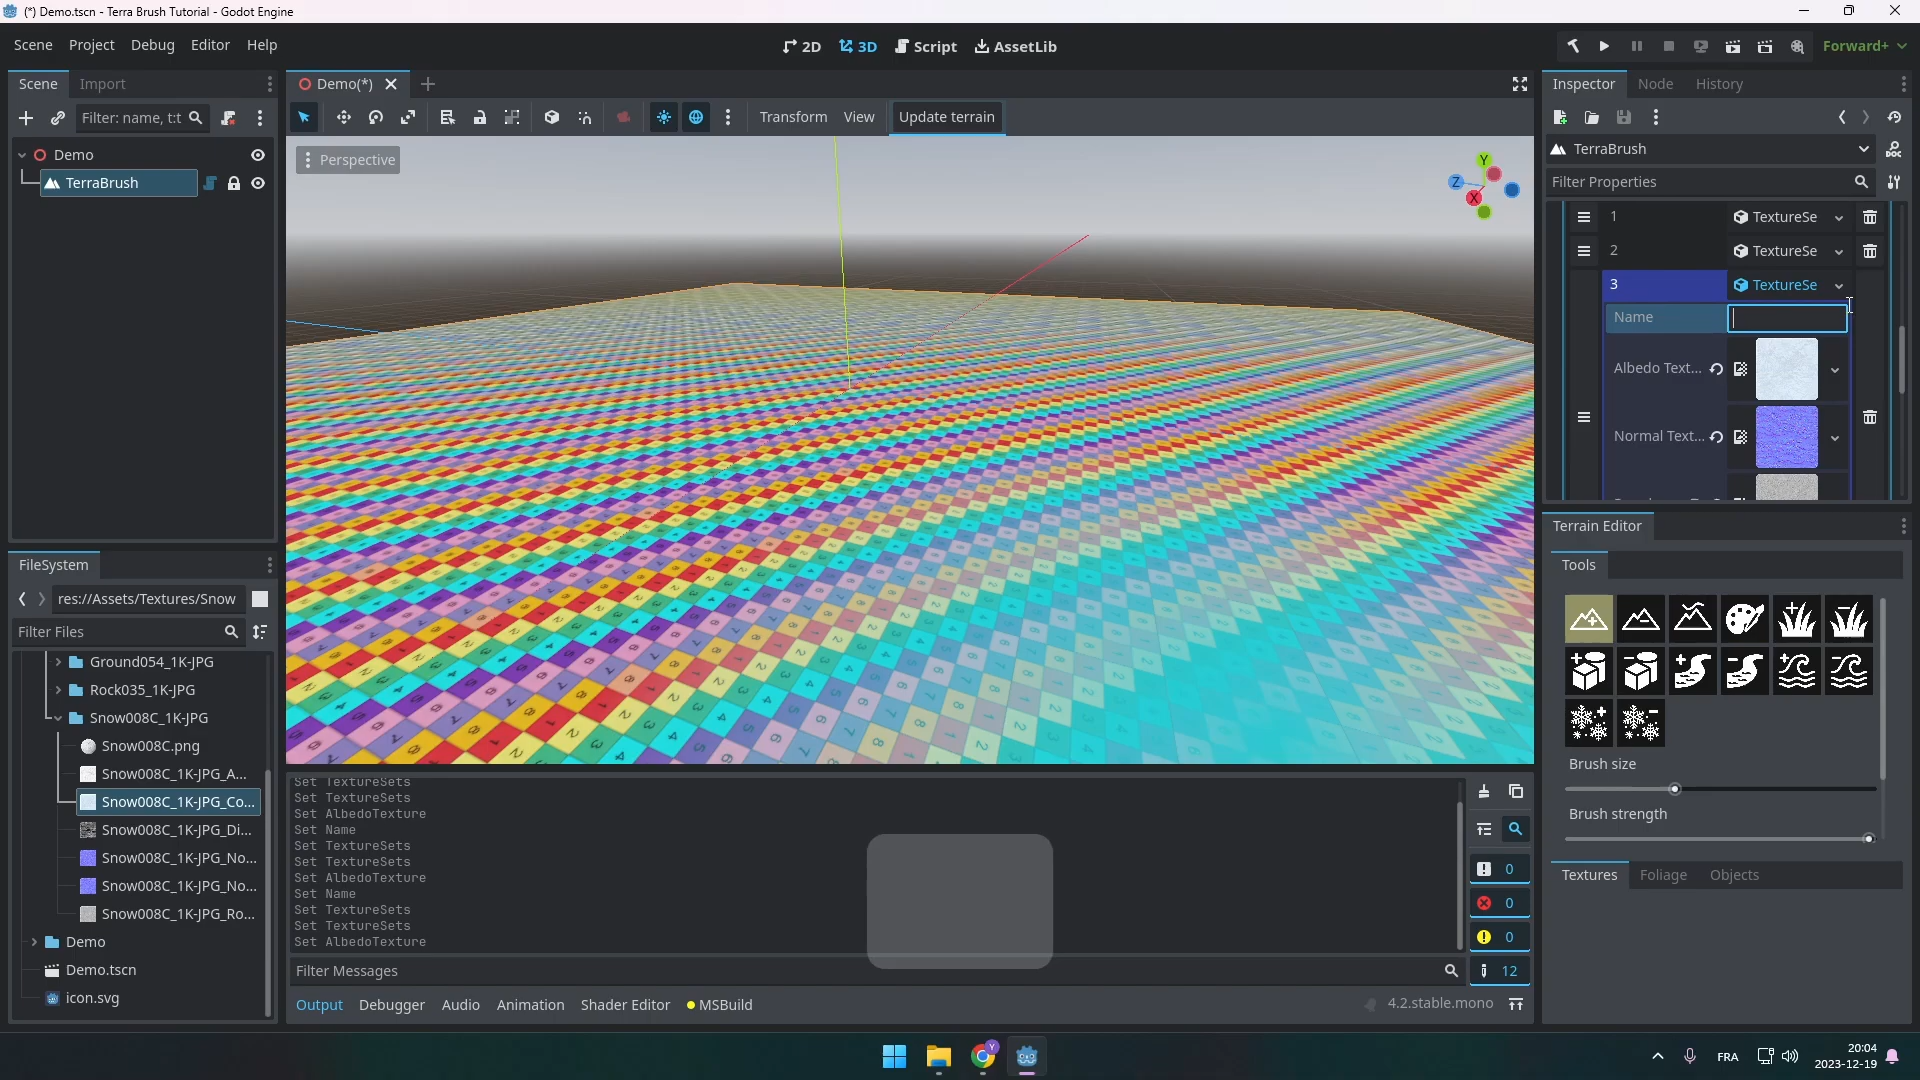 (*) Demo.tscn - Terra Brush Tutorial - Godot Engine
Scene Project Debug Editor Help
2D 3D Script AssetLib
Forward+
Scene Import
Filter: name, t:t
Demo
TerraBrush
FileSystem
res://Assets/Textures/Snow
Filter Files
Ground054_1K-JPG
Rock035_1K-JPG
Snow008C_1K-JPG
Snow008C.png
Snow008C_1K-JPG_A...
Snow008C_1K-JPG_Co...
Snow008C_1K-JPG_Di...
Snow008C_1K-JPG_No...
Snow008C_1K-JPG_No...
Snow008C_1K-JPG_Ro...
Demo
Demo.tscn
icon.svg
Demo(*)
Transform View Update terrain
Perspective
Y
Z
X
Set TextureSets
Set TextureSets
Set AlbedoTexture
Set Name
Set TextureSets
Set TextureSets
Set AlbedoTexture
Set Name
Set TextureSets
Set TextureSets
Set AlbedoTexture
0
0
0
12
Filter Messages
Output Debugger Audio Animation Shader Editor MSBuild
4.2.stable.mono
Inspector Node History
TerraBrush
Filter Properties
1 TextureSe
2 TextureSe
3 TextureSe
Name
Albedo Text...
Normal Text...
Terrain Editor
Tools
Brush size
Brush strength
Textures Foliage Objects
Y
FRA
20:04
2023-12-19